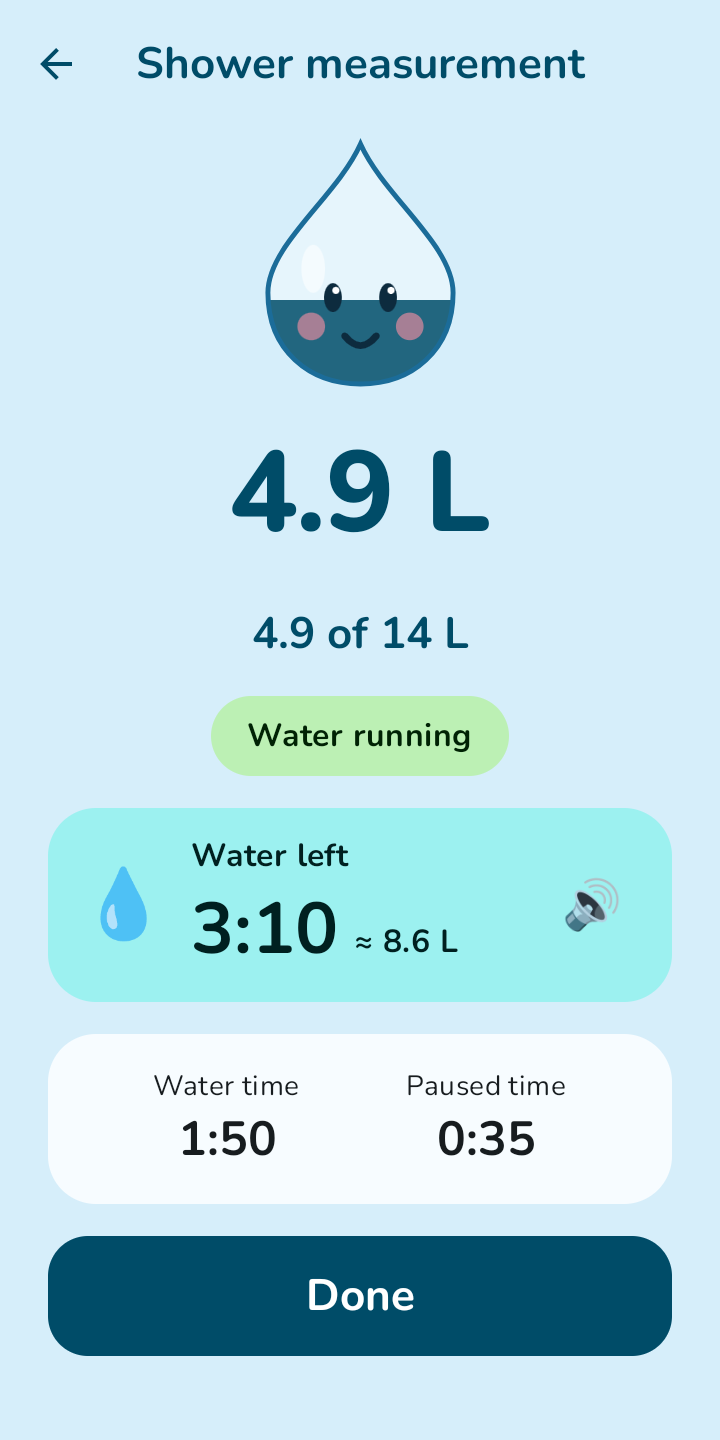 Shower measurement
4.9 L
4.9 of 14 L
Water running
Water left
3:10 ≈ 8.6 L
Water time Paused time
1:50 0:35
Done